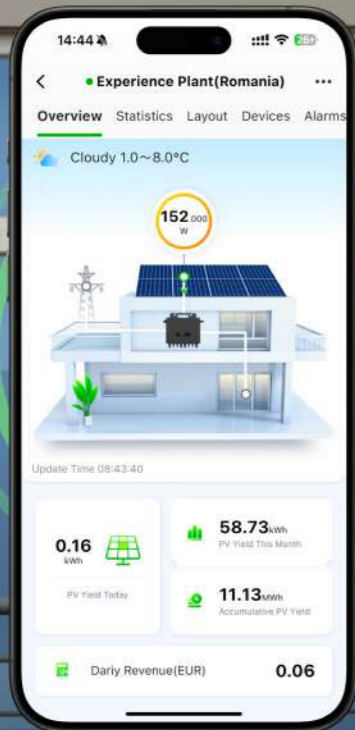 14:44
26
Experience Plant(Romania)
Overview Statistics Layout Devices Alarms
Cloudy 1.0～8.0°C
152.000
W
Update Time 08:43:40
0.16
kWh
PV Yield Today
58.73kWh
PV Yield This Month
11.13MWh
Accumulative PV Yield
Dariy Revenue(EUR) 0.06